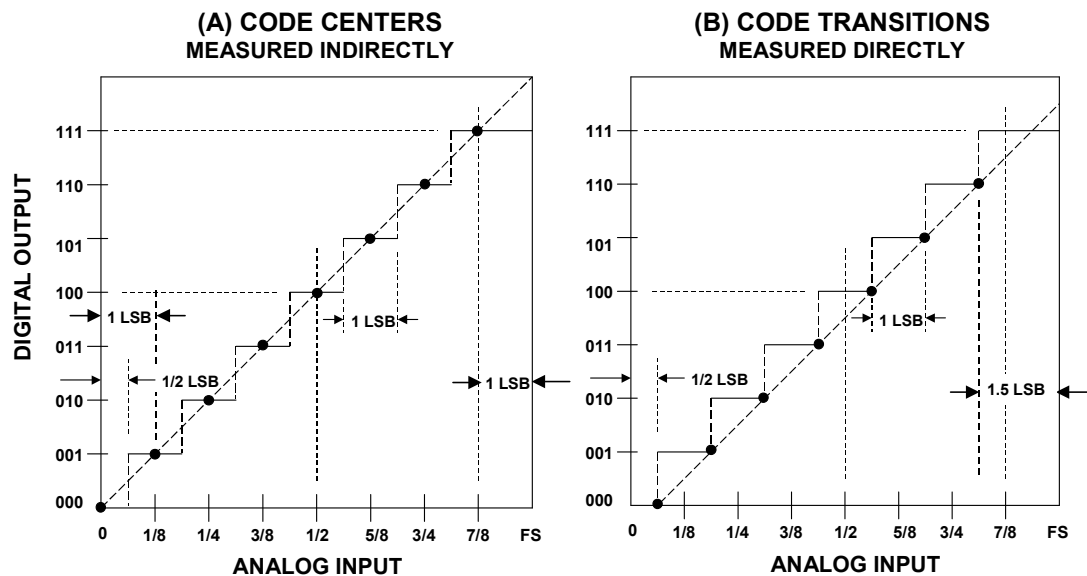 (A) CODE CENTERS
MEASURED INDIRECTLY
DIGITAL OUTPUT
111
110
101
100
011
010
001
000
1 LSB
1/2 LSB
1 LSB
1 LSB
0 1/8 1/4 3/8 1/2 5/8 3/4 7/8 FS
ANALOG INPUT
(B) CODE TRANSITIONS
MEASURED DIRECTLY
111
110
101
100
011
010
001
000
1/2 LSB
1 LSB
1.5 LSB
0 1/8 1/4 3/8 1/2 5/8 3/4 7/8 FS
ANALOG INPUT